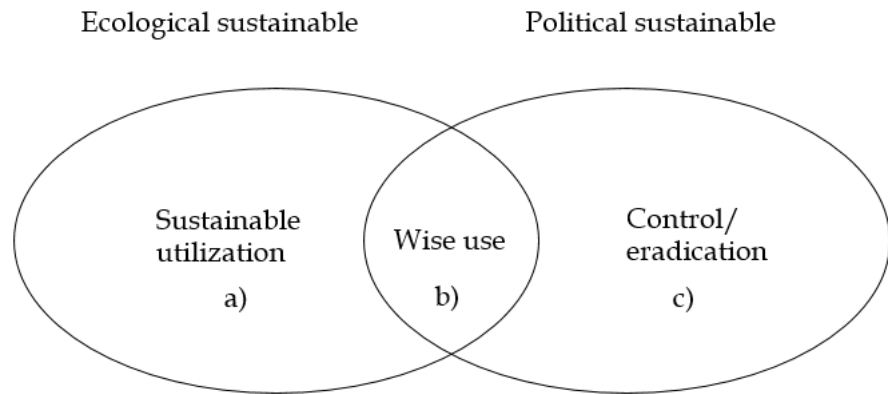 Ecological sustainable
Political sustainable
Sustainable
utilization
a)
Wise use
b)
Control/
eradication
c)